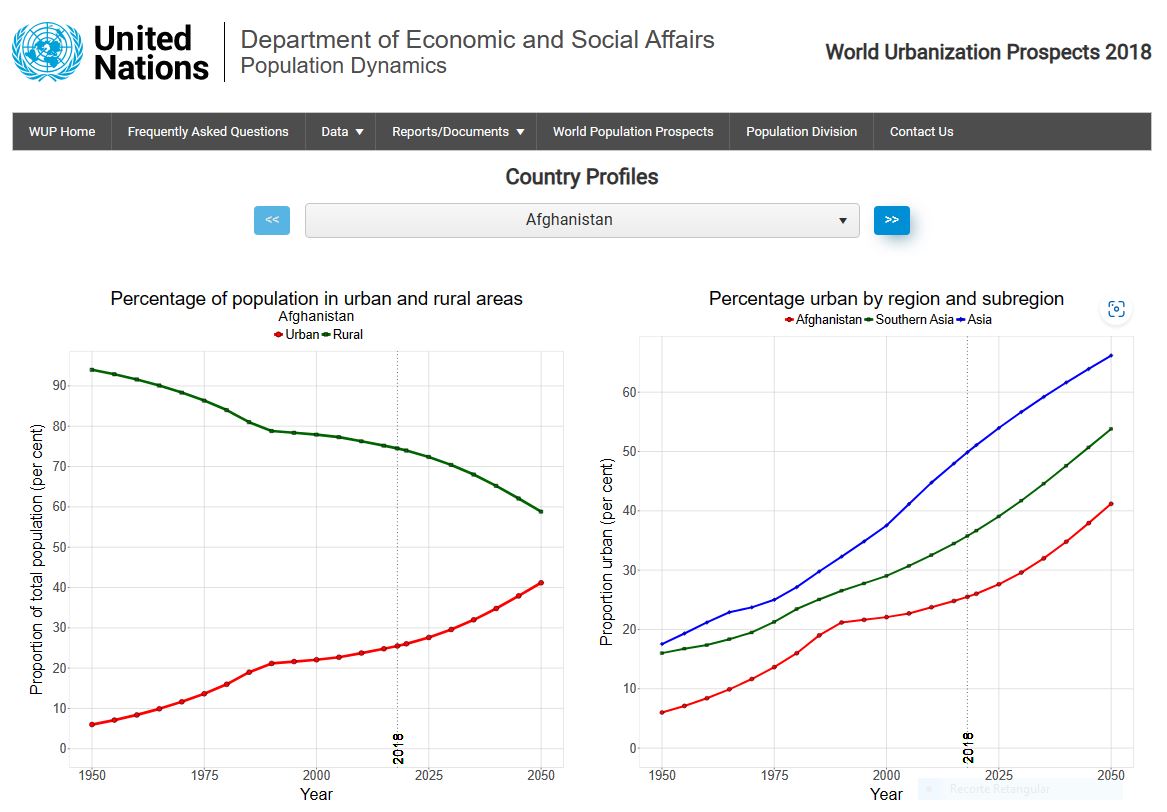 United
Nations
Department of Economic and Social Affairs
Population Dynamics
World Urbanization Prospects 2018
WUP Home
Frequently Asked Questions
Data
Reports/Documents
World Population Prospects
Population Division
Contact Us
Country Profiles
<<
Afghanistan
>>
Percentage of population in urban and rural areas
Afghanistan
Urban Rural
Proportion of total population (per cent)
90
80
70
60
50
40
30
20
10
0
2018
1950 1975 2000 2025 2050
Year
Percentage urban by region and subregion
Afghanistan Southern Asia Asia
Proportion urban (per cent)
60
50
40
30
20
10
0
2018
1950 1975 2000 2025 2050
Year
Recorte Retangular